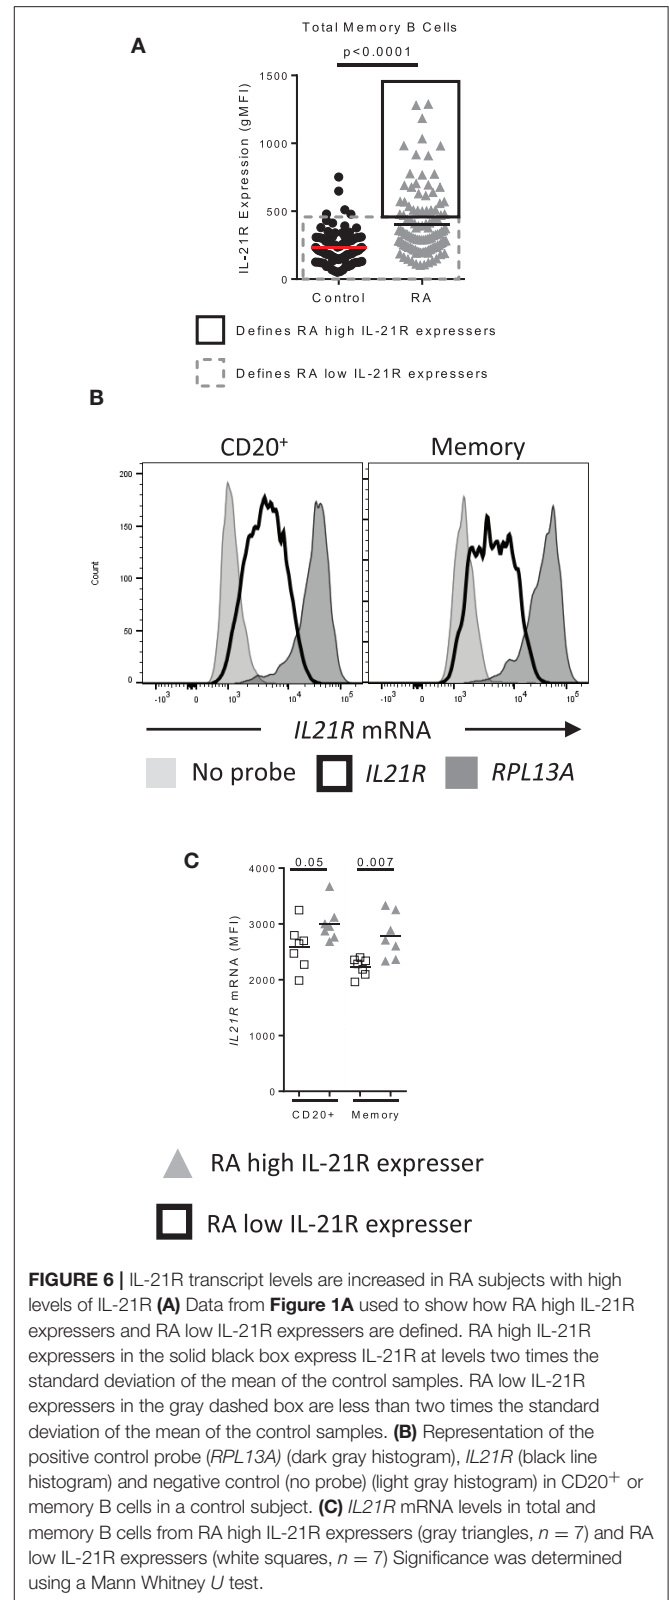 A
Total Memory B Cells
p<0.0001
IL-21R Expression (gMFI)
1500
1000
500
0
Control RA
Defines RA high IL-21R expressers
Defines RA low IL-21R expressers
B
CD20+ Memory
Count
200
150
100
50
0
-10³ 0 10³ 10⁴ 10⁵ -10³ 0 10³ 10⁴ 10⁵
IL21R mRNA
No probe IL21R RPL13A
C
0.05 0.007
IL21R mRNA (MFI)
4000
3000
2000
1000
0
CD20+ Memory
RA high IL-21R expresser
RA low IL-21R expresser
FIGURE 6 | IL-21R transcript levels are increased in RA subjects with high
levels of IL-21R (A) Data from Figure 1A used to show how RA high IL-21R
expressers and RA low IL-21R expressers are defined. RA high IL-21R
expressers in the solid black box express IL-21R at levels two times the
standard deviation of the mean of the control samples. RA low IL-21R
expressers in the gray dashed box are less than two times the standard
deviation of the mean of the control samples. (B) Representation of the
positive control probe (RPL13A) (dark gray histogram), IL21R (black line
histogram) and negative control (no probe) (light gray histogram) in CD20+ or
memory B cells in a control subject. (C) IL21R mRNA levels in total and
memory B cells from RA high IL-21R expressers (gray triangles, n = 7) and RA
low IL-21R expressers (white squares, n = 7) Significance was determined
using a Mann Whitney U test.